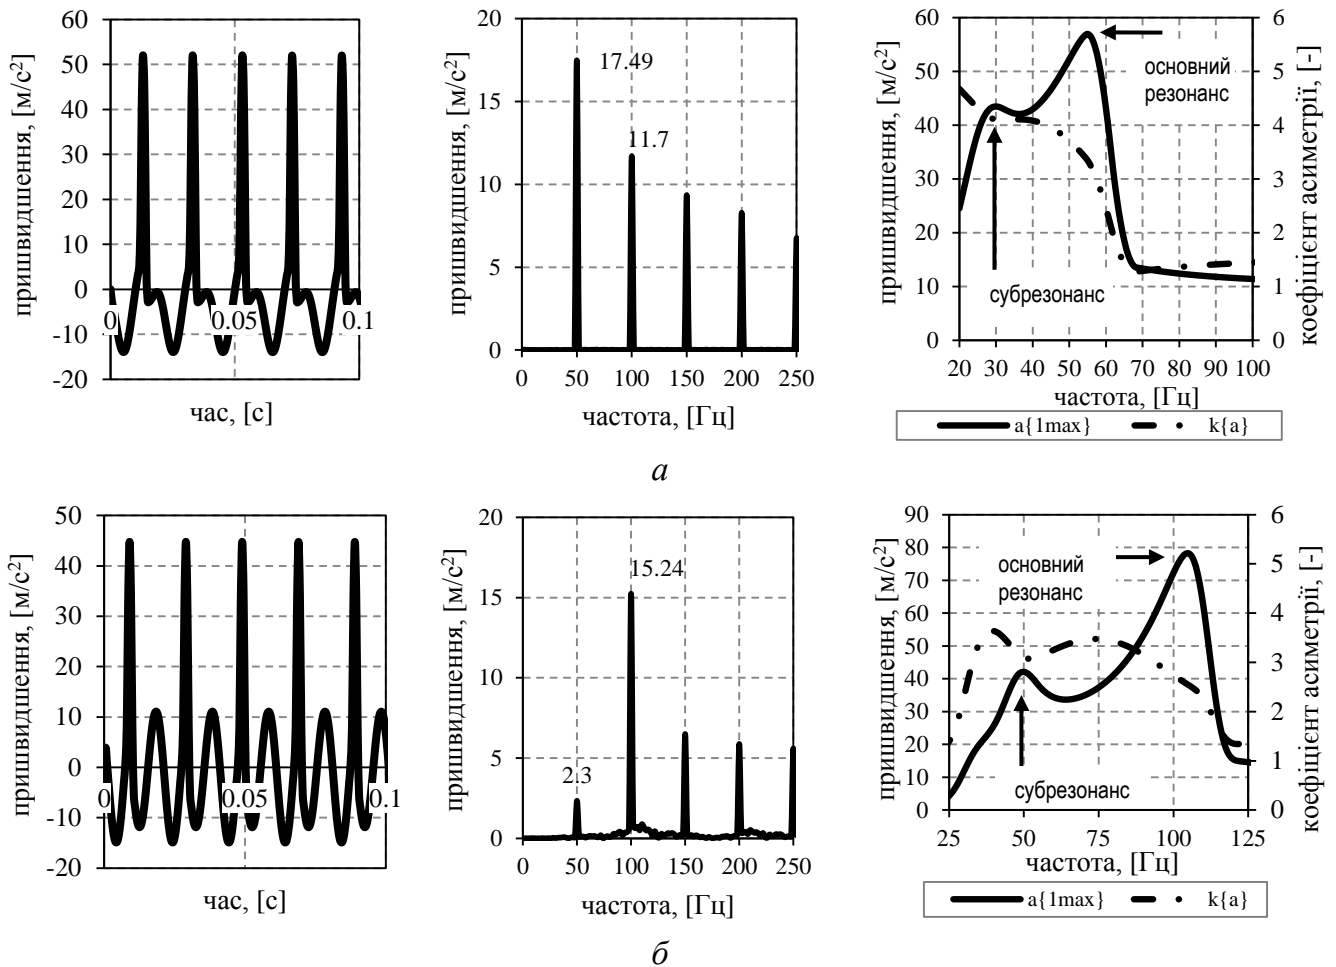 пришвидшення, [м/с²]
60
50
40
30
20
10
0
-10
-20
0
0.05
0.1
час, [с]
пришвидшення, [м/с²]
20
15
10
5
0
17.49
11.7
0 50 100 150 200 250
частота, [Гц]
пришвидшення, [м/с²]
60
50
40
30
20
10
0
основний
резонанс
субрезонанс
6
5
4
3
2
1
0
коефіцієнт асиметрії, [-]
20 30 40 50 60 70 80 90 100
частота, [Гц]
a{1max} k{a}
а
пришвидшення, [м/с²]
50
40
30
20
10
0
-10
-20
0
0.05
0.1
час, [с]
пришвидшення, [м/с²]
20
15
10
5
0
15.24
2.3
0 50 100 150 200 250
частота, [Гц]
пришвидшення, [м/с²]
90
80
70
60
50
40
30
20
10
0
основний
резонанс
субрезонанс
6
5
4
3
2
1
0
коефіцієнт асиметрії, [-]
25 50 75 100 125
частота, [Гц]
a{1max} k{a}
б